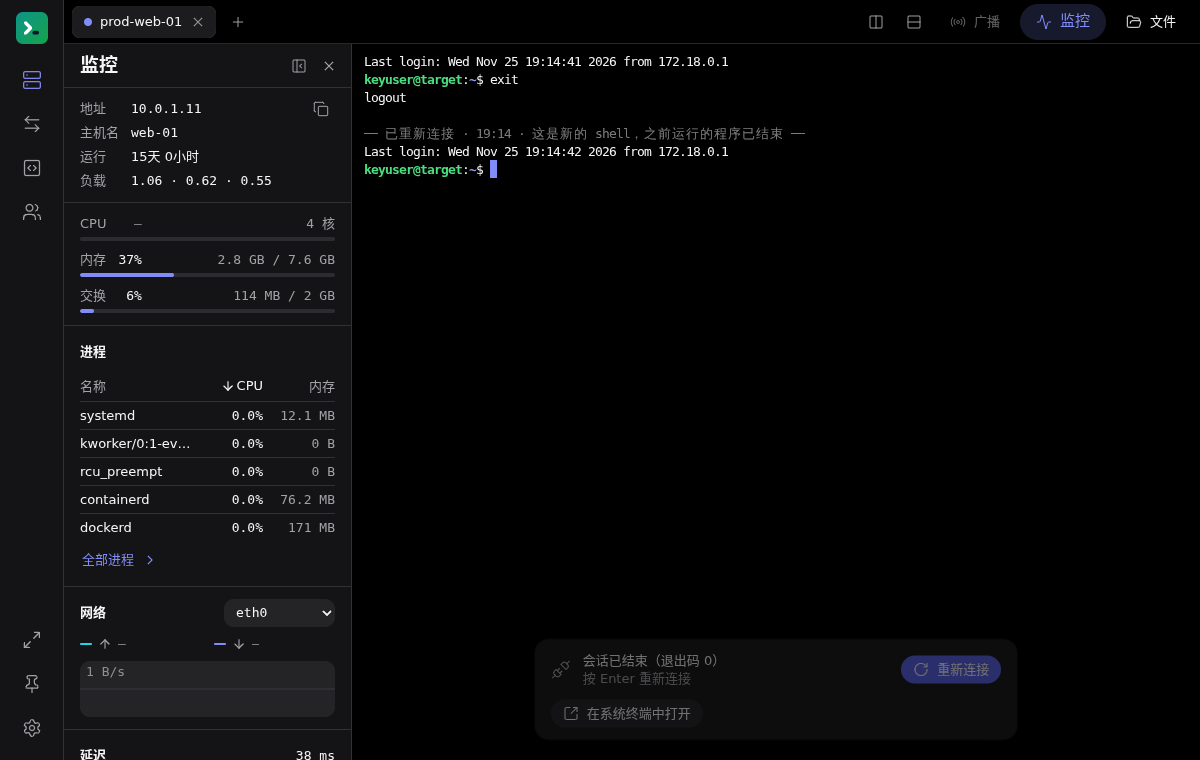 prod-web-01
广播
监控
文件
监控
地址 10.0.1.11
主机名 web-01
运行 15天 0小时
负载 1.06 · 0.62 · 0.55
CPU — 4 核
内存 37% 2.8 GB / 7.6 GB
交换 6% 114 MB / 2 GB
进程
名称 ↓ CPU 内存
systemd 0.0% 12.1 MB
kworker/0:1-ev… 0.0% 0 B
rcu_preempt 0.0% 0 B
containerd 0.0% 76.2 MB
dockerd 0.0% 171 MB
全部进程
网络 eth0
↑ — ↓ —
1 B/s
延迟 38 ms
Last login: Wed Nov 25 19:14:41 2026 from 172.18.0.1
keyuser@target:~$ exit
logout
── 已重新连接 · 19:14 · 这是新的 shell，之前运行的程序已结束 ──
Last login: Wed Nov 25 19:14:42 2026 from 172.18.0.1
keyuser@target:~$
会话已结束（退出码 0）
按 Enter 重新连接
重新连接
在系统终端中打开